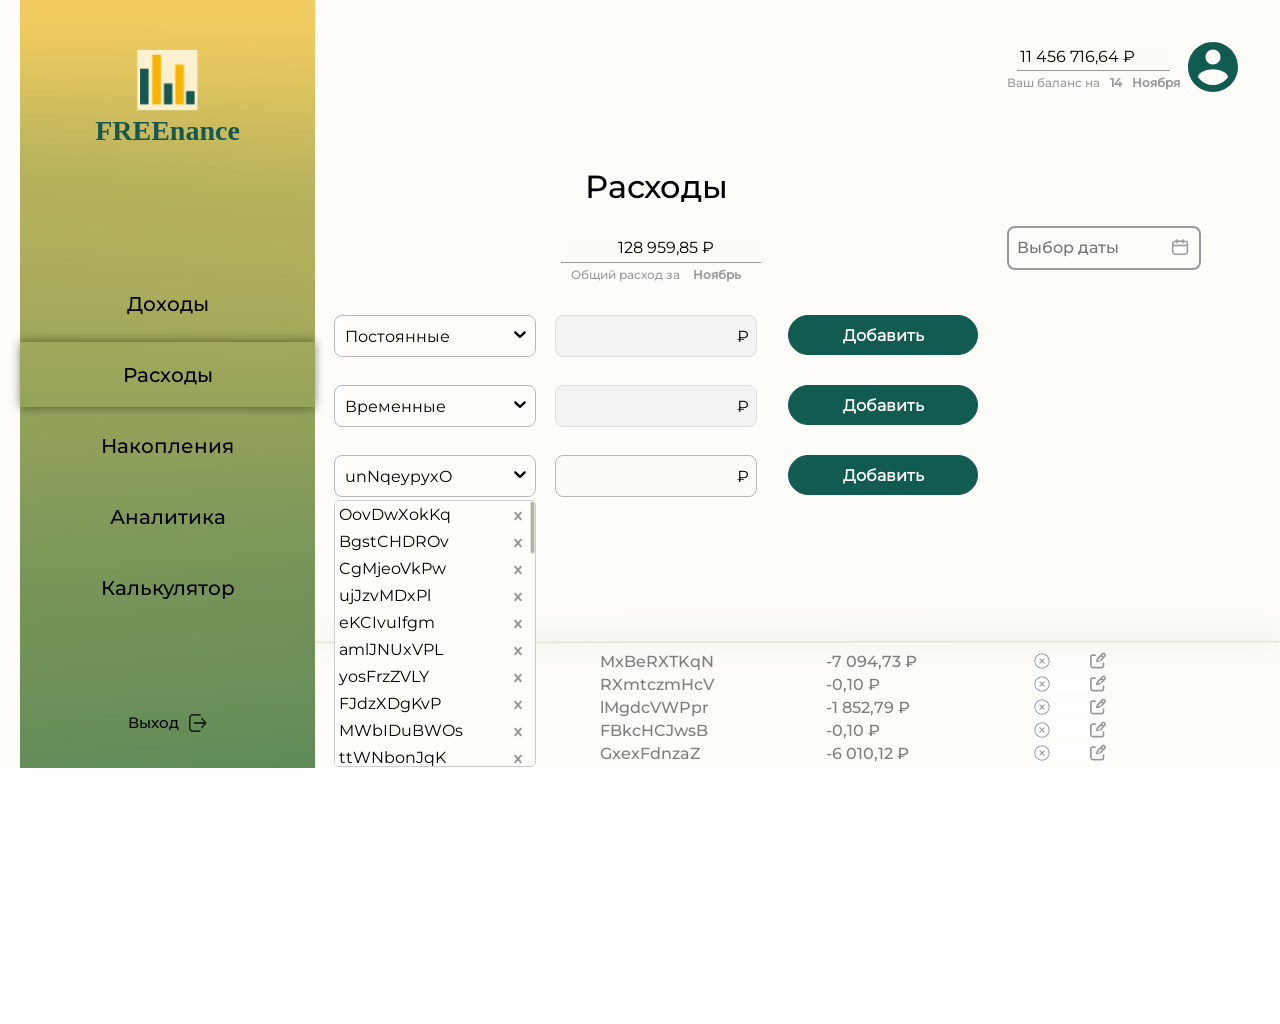 FREEnance
Доходы
Расходы
Накопления
Аналитика
Калькулятор
Выход
11 456 716,64 ₽
Ваш баланс на 14 Ноября
Расходы
128 959,85 ₽
Общий расход за Ноябрь
Выбор даты
Постоянные ₽ Добавить
Временные ₽ Добавить
unNqeypyxO ₽ Добавить
OovDwXokKq x
BgstCHDROv x
CgMjeoVkPw x
ujJzvMDxPl x
eKCIvuIfgm x
amlJNUxVPL x
yosFrzZVLY x
FJdzXDgKvP x
MWbIDuBWOs x
ttWNbonJqK x
MxBeRXTKqN -7 094,73 ₽
RXmtczmHcV -0,10 ₽
lMgdcVWPpr -1 852,79 ₽
FBkcHCJwsB -0,10 ₽
GxexFdnzaZ -6 010,12 ₽